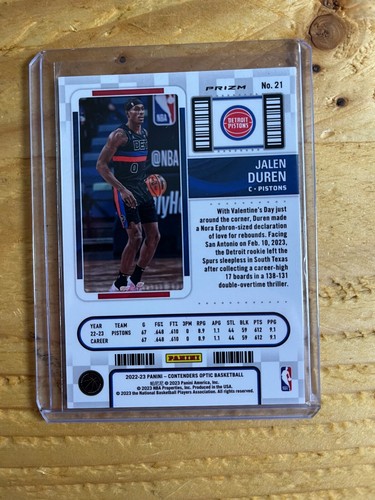 PRIZM
No. 21
NBA
DETROIT
PISTONS
@NBA
0
JALEN
DUREN
C • PISTONS
With Valentine's Day just
around the corner, Duren made
a Nora Ephron-sized declaration
of love for rebounds. Facing
San Antonio on Feb. 10, 2023,
the Detroit rookie left the
Spurs sleepless in South Texas
after collecting a career-high
17 boards in a 138-131
double-overtime thriller.
YEAR TEAM G FG% FT% 3PM RPG APG STL BLK PTS PPG
22-23 PISTONS 67 .648 .610 0 8.9 1.1 44 59 612 9.1
CAREER 67 .648 .610 0 8.9 1.1 44 59 612 9.1
PANINI
2022-23 PANINI - CONTENDERS OPTIC BASKETBALL
© 2023 Panini America, Inc.
© 2023 NBA Properties, Inc. Produced in the USA.
© 2023 the National Basketball Players Association. All rights reserved.